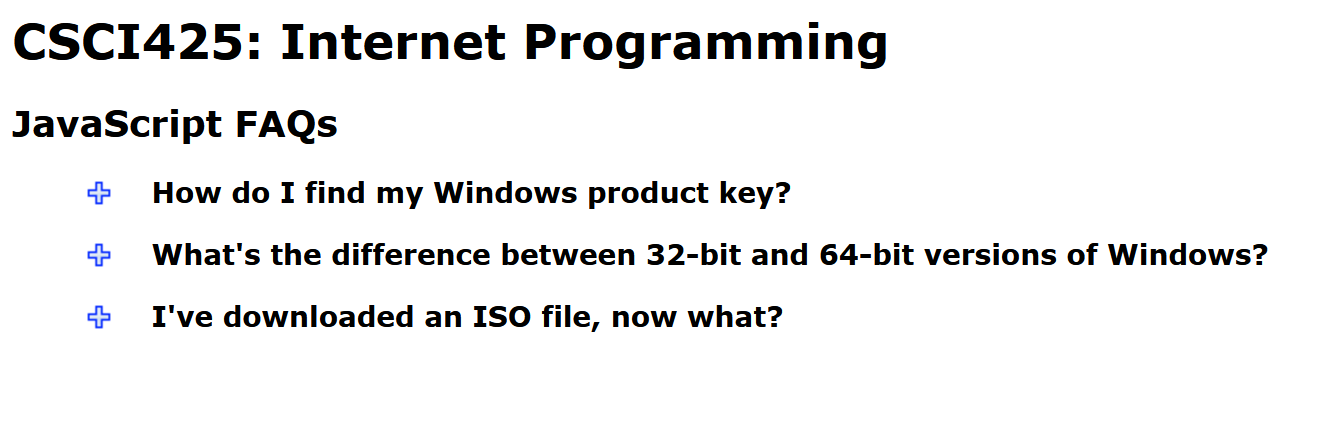 CSCI425: Internet Programming
JavaScript FAQs
How do I find my Windows product key?
What's the difference between 32-bit and 64-bit versions of Windows?
I've downloaded an ISO file, now what?